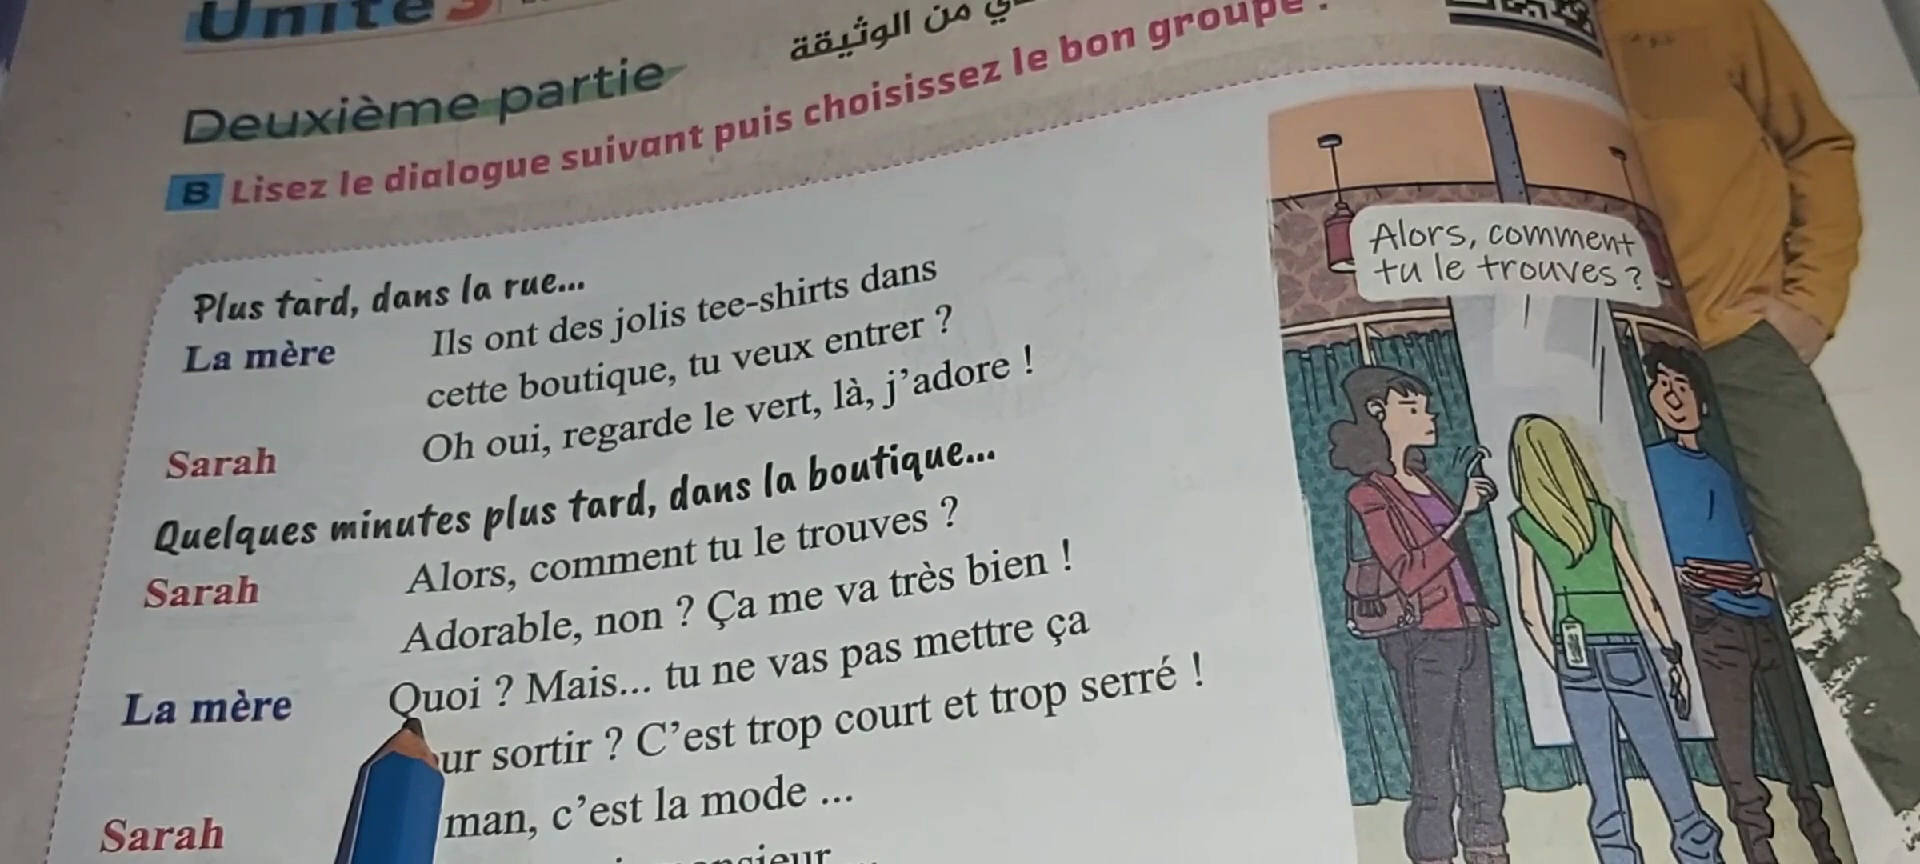 Unité 3
من الوثيقة
Deuxième partie
B Lisez le dialogue suivant puis choisissez le bon groupe :
Alors, comment
tu le trouves ?
Plus tard, dans la rue...
La mère Ils ont des jolis tee-shirts dans
cette boutique, tu veux entrer ?
Sarah Oh oui, regarde le vert, là, j'adore !
Quelques minutes plus tard, dans la boutique...
Sarah Alors, comment tu le trouves ?
Adorable, non ? Ça me va très bien !
La mère Quoi ? Mais... tu ne vas pas mettre ça
ur sortir ? C'est trop court et trop serré !
Sarah man, c'est la mode ...